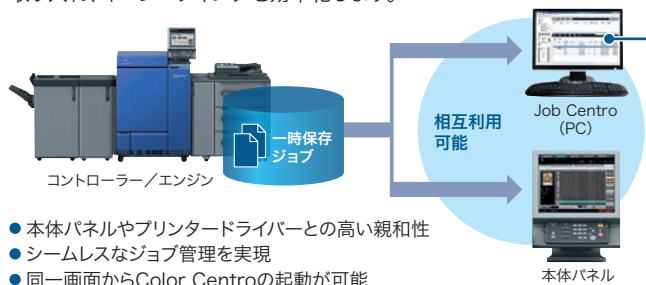 一時保存
ジョブ
コントローラー／エンジン
相互利用
可能
Job Centro
（PC）
本体パネル
● 本体パネルやプリンタードライバーとの高い親和性
● シームレスなジョブ管理を実現
● 同一画面からColor Centroの起動が可能